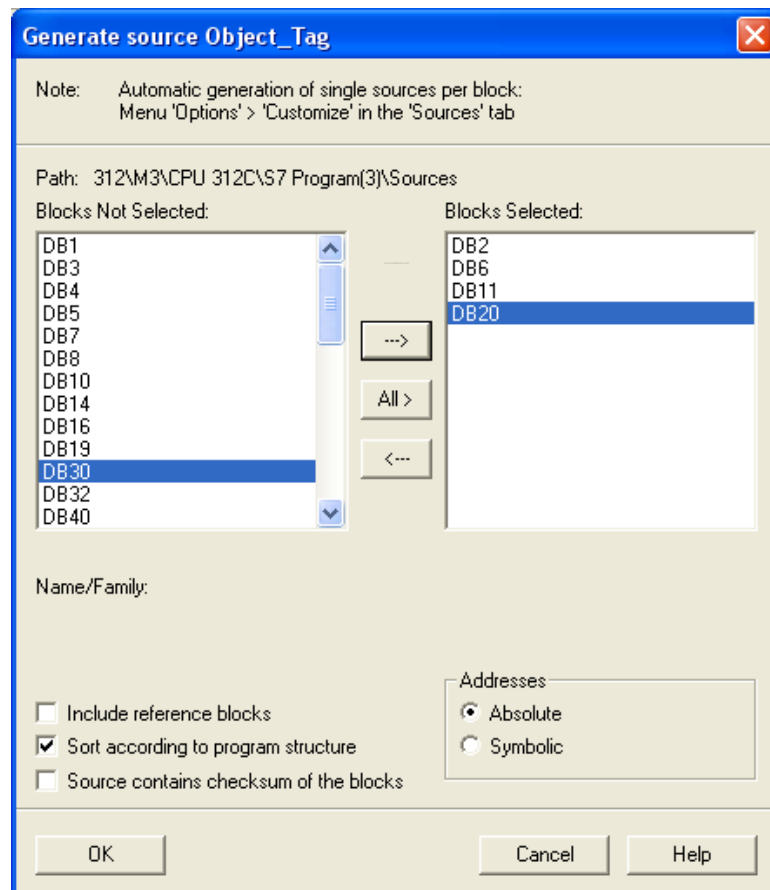 Generate source Object_Tag
Note: Automatic generation of single sources per block:
Menu 'Options' > 'Customize' in the 'Sources' tab
Path: 312\M3\CPU 312C\S7 Program(3)\Sources
Blocks Not Selected:
DB1
DB3
DB4
DB5
DB7
DB8
DB10
DB14
DB16
DB19
DB30
DB32
DB40
--->
All >
<---
Blocks Selected:
DB2
DB6
DB11
DB20
Name/Family:
Include reference blocks
Sort according to program structure
Source contains checksum of the blocks
Addresses
Absolute
Symbolic
OK
Cancel
Help